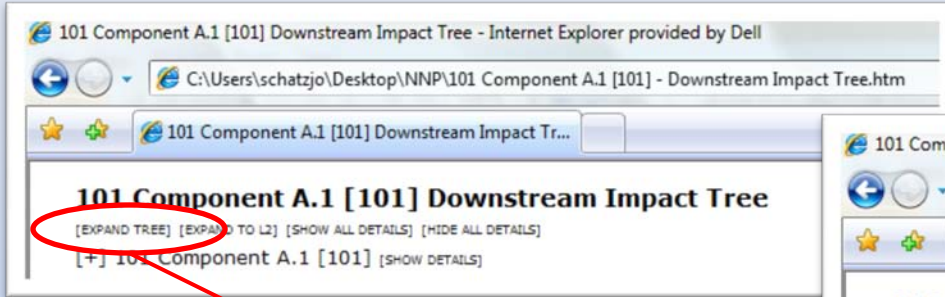 101 Component A.1 [101] Downstream Impact Tree - Internet Explorer provided by Dell
C:\Users\schatzjo\Desktop\NNP\101 Component A.1 [101] - Downstream Impact Tree.htm
101 Component A.1 [101] Downstream Impact Tr...
101 Com
101 Component A.1 [101] Downstream Impact Tree
[EXPAND TREE] [EXPAND TO L2] [SHOW ALL DETAILS] [HIDE ALL DETAILS]
[+] 101 Component A.1 [101] [SHOW DETAILS]